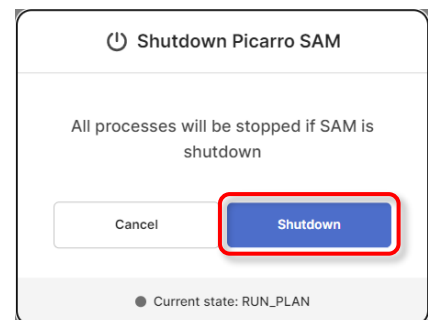 Shutdown Picarro SAM
All processes will be stopped if SAM is
shutdown
Cancel
Shutdown
Current state: RUN_PLAN